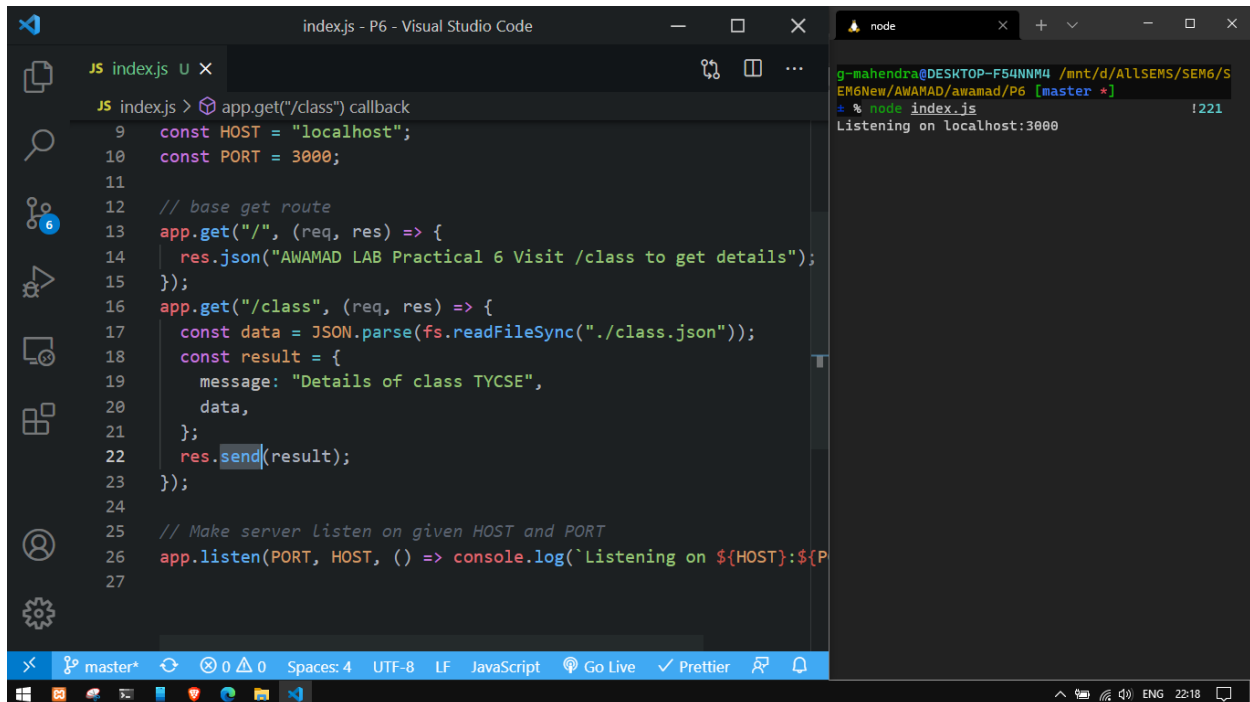 index.js - P6 - Visual Studio Code
JS index.js U
JS index.js > app.get("/class") callback
9 const HOST = "localhost";
10 const PORT = 3000;
11
12 // base get route
13 app.get("/", (req, res) => {
14 res.json("AWAMAD LAB Practical 6 Visit /class to get details");
15 });
16 app.get("/class", (req, res) => {
17 const data = JSON.parse(fs.readFileSync("./class.json"));
18 const result = {
19 message: "Details of class TYCSE",
20 data,
21 };
22 res.send(result);
23 });
24
25 // Make server listen on given HOST and PORT
26 app.listen(PORT, HOST, () => console.log(`Listening on ${HOST}:${P
27
6
master* 0 0 Spaces: 4 UTF-8 LF JavaScript Go Live Prettier
node
g-mahendra@DESKTOP-F54NNM4 /mnt/d/AllSEMS/SEM6/S
EM6New/AWAMAD/awamad/P6 [master *]
± % node index.js !221
Listening on localhost:3000
ENG 22:18